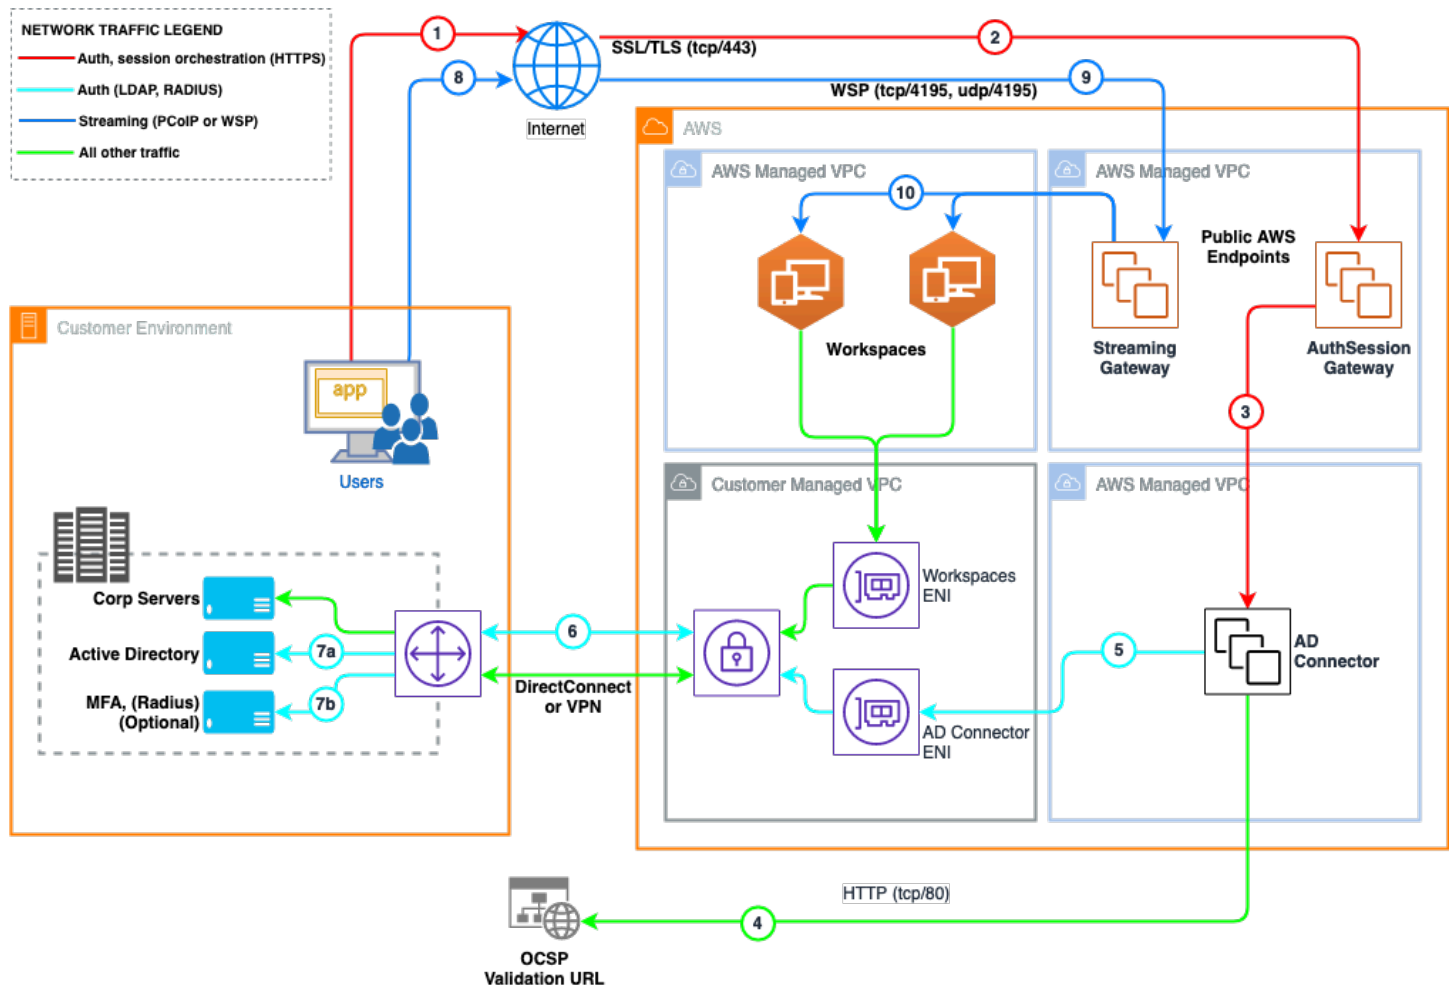 NETWORK TRAFFIC LEGEND
Auth, session orchestration (HTTPS)
Auth (LDAP, RADIUS)
Streaming (PCoIP or WSP)
All other traffic
1
2
SSL/TLS (tcp/443)
8
9
WSP (tcp/4195, udp/4195)
Internet
AWS
AWS Managed VPC
AWS Managed VPC
10
Public AWS
Endpoints
Workspaces
Streaming
Gateway
AuthSession
Gateway
3
Customer Environment
app
Users
Customer Managed VPC
AWS Managed VPC
Corp Servers
Active Directory
MFA, (Radius)
(Optional)
7a
7b
6
DirectConnect
or VPN
Workspaces
ENI
AD Connector
ENI
5
AD
Connector
HTTP (tcp/80)
4
OCSP
Validation URL